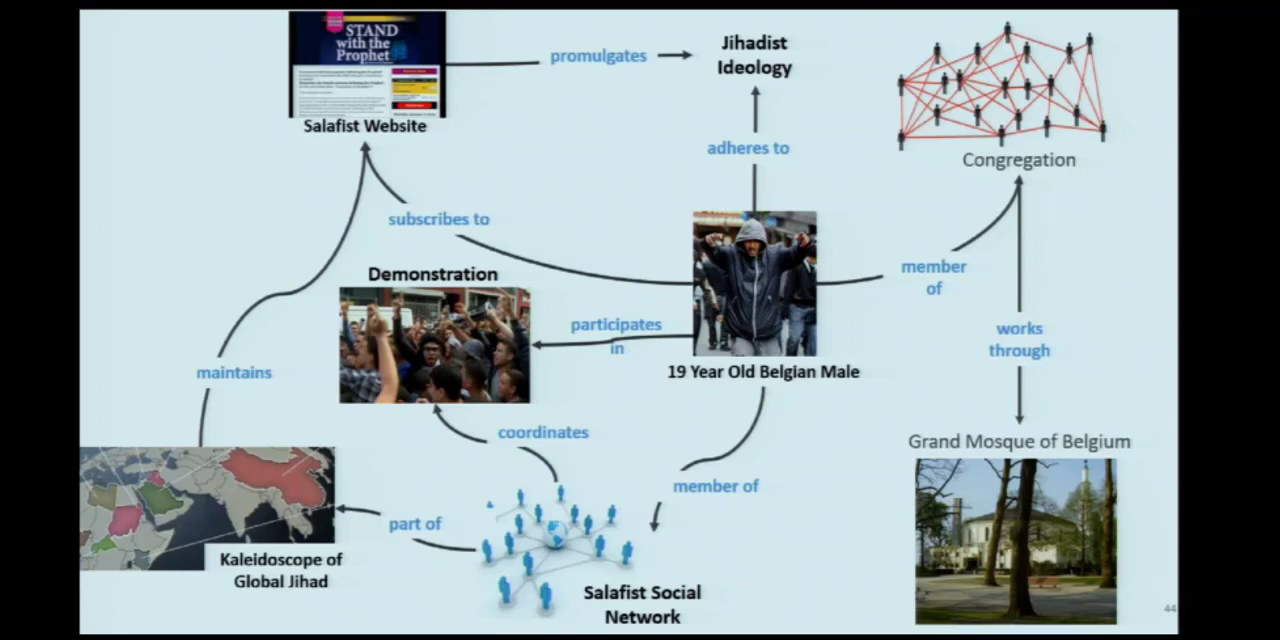 STAND
with the
Prophet
promulgates
Jihadist
Ideology
Salafist Website
adheres to
Congregation
subscribes to
member
of
Demonstration
participates
in
works
through
maintains
19 Year Old Belgian Male
coordinates
Grand Mosque of Belgium
member of
part of
Kaleidoscope of
Global Jihad
Salafist Social
Network
44